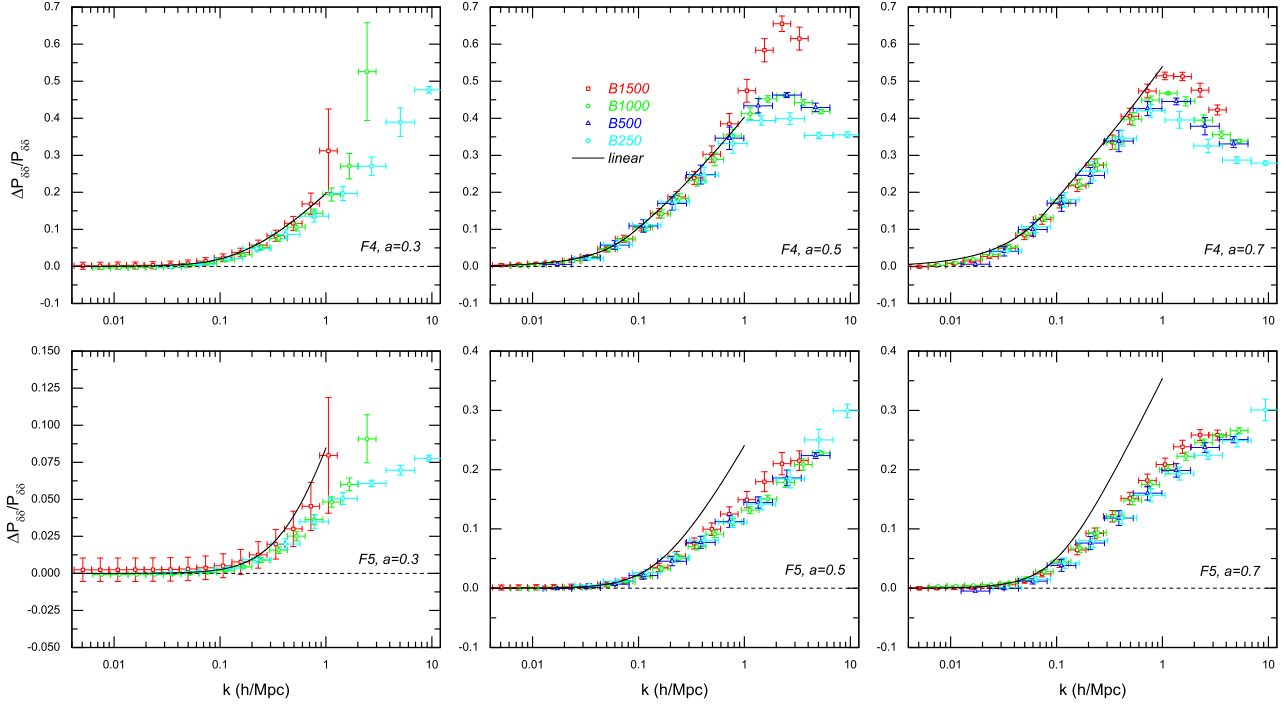 0.7 0.7 0.7
0.6 0.6 0.6
0.5 0.5 0.5
0.4 0.4 0.4
0.3 0.3 0.3
0.2 0.2 0.2
0.1 0.1 0.1
0.0 0.0 0.0
-0.1 -0.1 -0.1
ΔP_δδ/P_δδ
B1500
B1000
B500
B250
linear
F4, a=0.3
F4, a=0.5
F4, a=0.7
0.01 0.1 1 10
0.01 0.1 1 10
0.01 0.1 1 10
0.150
0.125
0.100
0.075
0.050
0.025
0.000
-0.025
-0.050
ΔP_δδ/P_δδ
F5, a=0.3
0.01 0.1 1 10
k (h/Mpc)
0.4
0.3
0.2
0.1
0.0
-0.1
F5, a=0.5
0.01 0.1 1 10
k (h/Mpc)
0.4
0.3
0.2
0.1
0.0
-0.1
F5, a=0.7
0.01 0.1 1 10
k (h/Mpc)